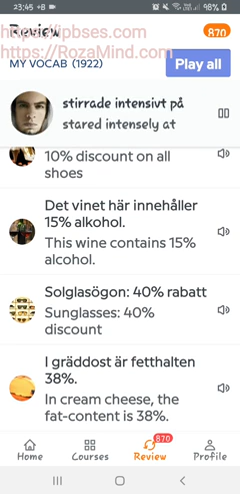 23:45 +B
98%
Review
870
https://ipbses.com
https://RozaMind.com
MY VOCAB (1922)
Play all
stirrade intensivt på
stared intensely at
10% discount on all
shoes
Det vinet här innehåller
15% alkohol.
This wine contains 15%
alcohol.
Solglasögon: 40% rabatt
Sunglasses: 40%
discount
I gräddost är fetthalten
38%.
In cream cheese, the
fat-content is 38%.
870
Home Courses Review Profile